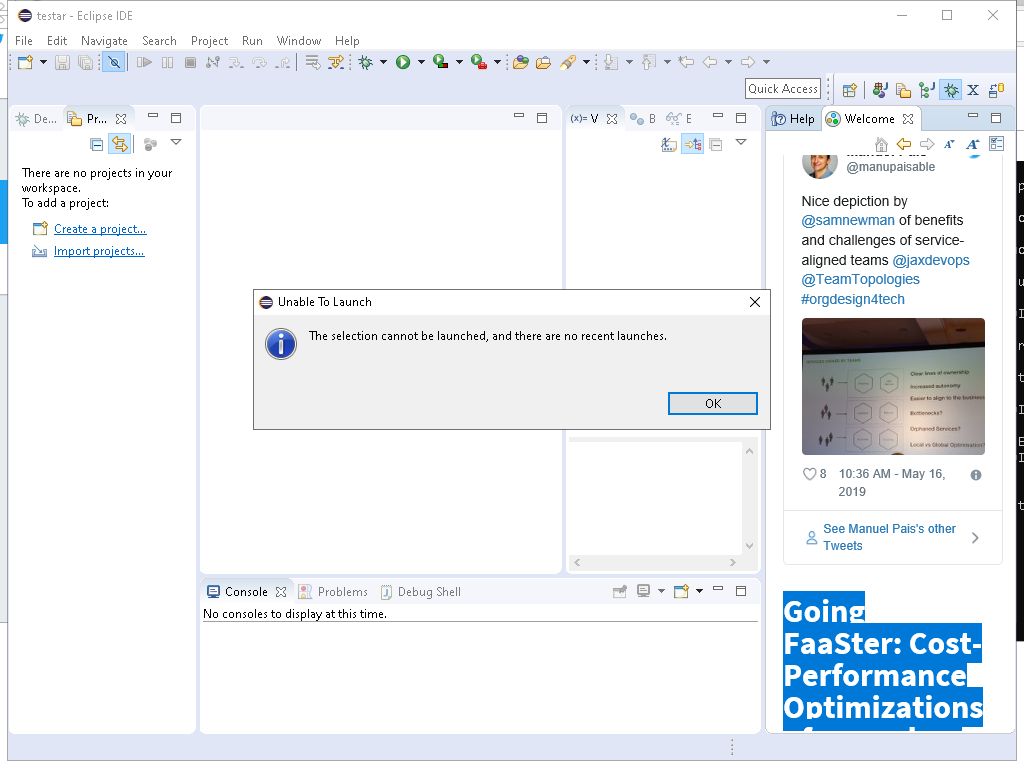 testar - Eclipse IDE
File Edit Navigate Search Project Run Window Help
Quick Access
De...
Pr...
There are no projects in your
workspace.
To add a project:
Create a project...
Import projects...
(x)= V
B
E
Help
Welcome
@manupaisable
Nice depiction by
@samnewman of benefits
and challenges of service-
aligned teams @jaxdevops
@TeamTopologies
#orgdesign4tech
Clear lines of ownership
Increased autonomy
Easier to align to the business
Bottlenecks?
Orphaned Services?
Local vs Global Optimisation?
8 10:36 AM - May 16,
2019
See Manuel Pais's other
Tweets
Going
FaaSter: Cost-
Performance
Optimizations
Unable To Launch
The selection cannot be launched, and there are no recent launches.
OK
Console
Problems
Debug Shell
No consoles to display at this time.